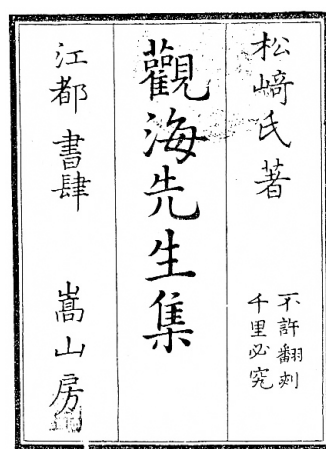 松﨑氏著
不許翻刻
千里必究
觀海先生集
江都書肆 嵩山房